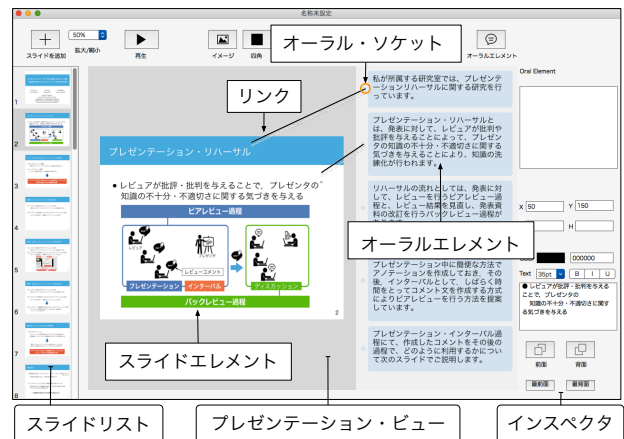 名称未設定
50%
スライドを追加
拡大/縮小
再生
イメージ
四角
オーラルエレメント
オーラル・ソケット
リンク
1
2
3
4
5
6
7
8
プレゼンテーション・リハーサル
● レビュアが批評・批判を与えることで，プレゼンタの
知識の不十分・不適切さに関する気づきを与える
ピアレビュー過程
レビュア
プレゼンタ
レビューコメント
プレゼンテーション
インターバル
ディスカッション
バックレビュー過程
2
スライドエレメント
私が所属する研究室では、プレゼンテ
ーションリハーサルに関する研究を行
っています。
プレゼンテーション・リハーサルと
は、発表に対して、レビュアが批判や
批評を与えることによって、プレゼン
タの知識の不十分・不適切さに関する
気づきを与えることにより、知識の洗
練化が行われます。
リハーサルの流れとしては、発表に対
して、レビューを行うピアレビュー過
程と、レビュー結果を見直し、発表資
料の改訂を行うバックレビュー過程が
オーラルエレメント
プレゼンテーション中に簡便な方法で
アノテーションを作成しておき、その
後、インターバルとして、しばらく時
間をとってコメント文を作成する方式
によりピアレビューを行う方法を提案
しています。
プレゼンテーション・インターバル過
程にて、作成したコメントをその後の
過程で、どのように利用するかについ
て次のスライドでご説明します。
Oral Element
X 50 Y 150
H
000000
Text 35pt B I U
● レビュアが批評・批判を与える
ことで，プレゼンタの
知識の不十分・不適切さに関す
る気づきを与える
前面
背面
最前面
最背面
スライドリスト
プレゼンテーション・ビュー
インスペクタ